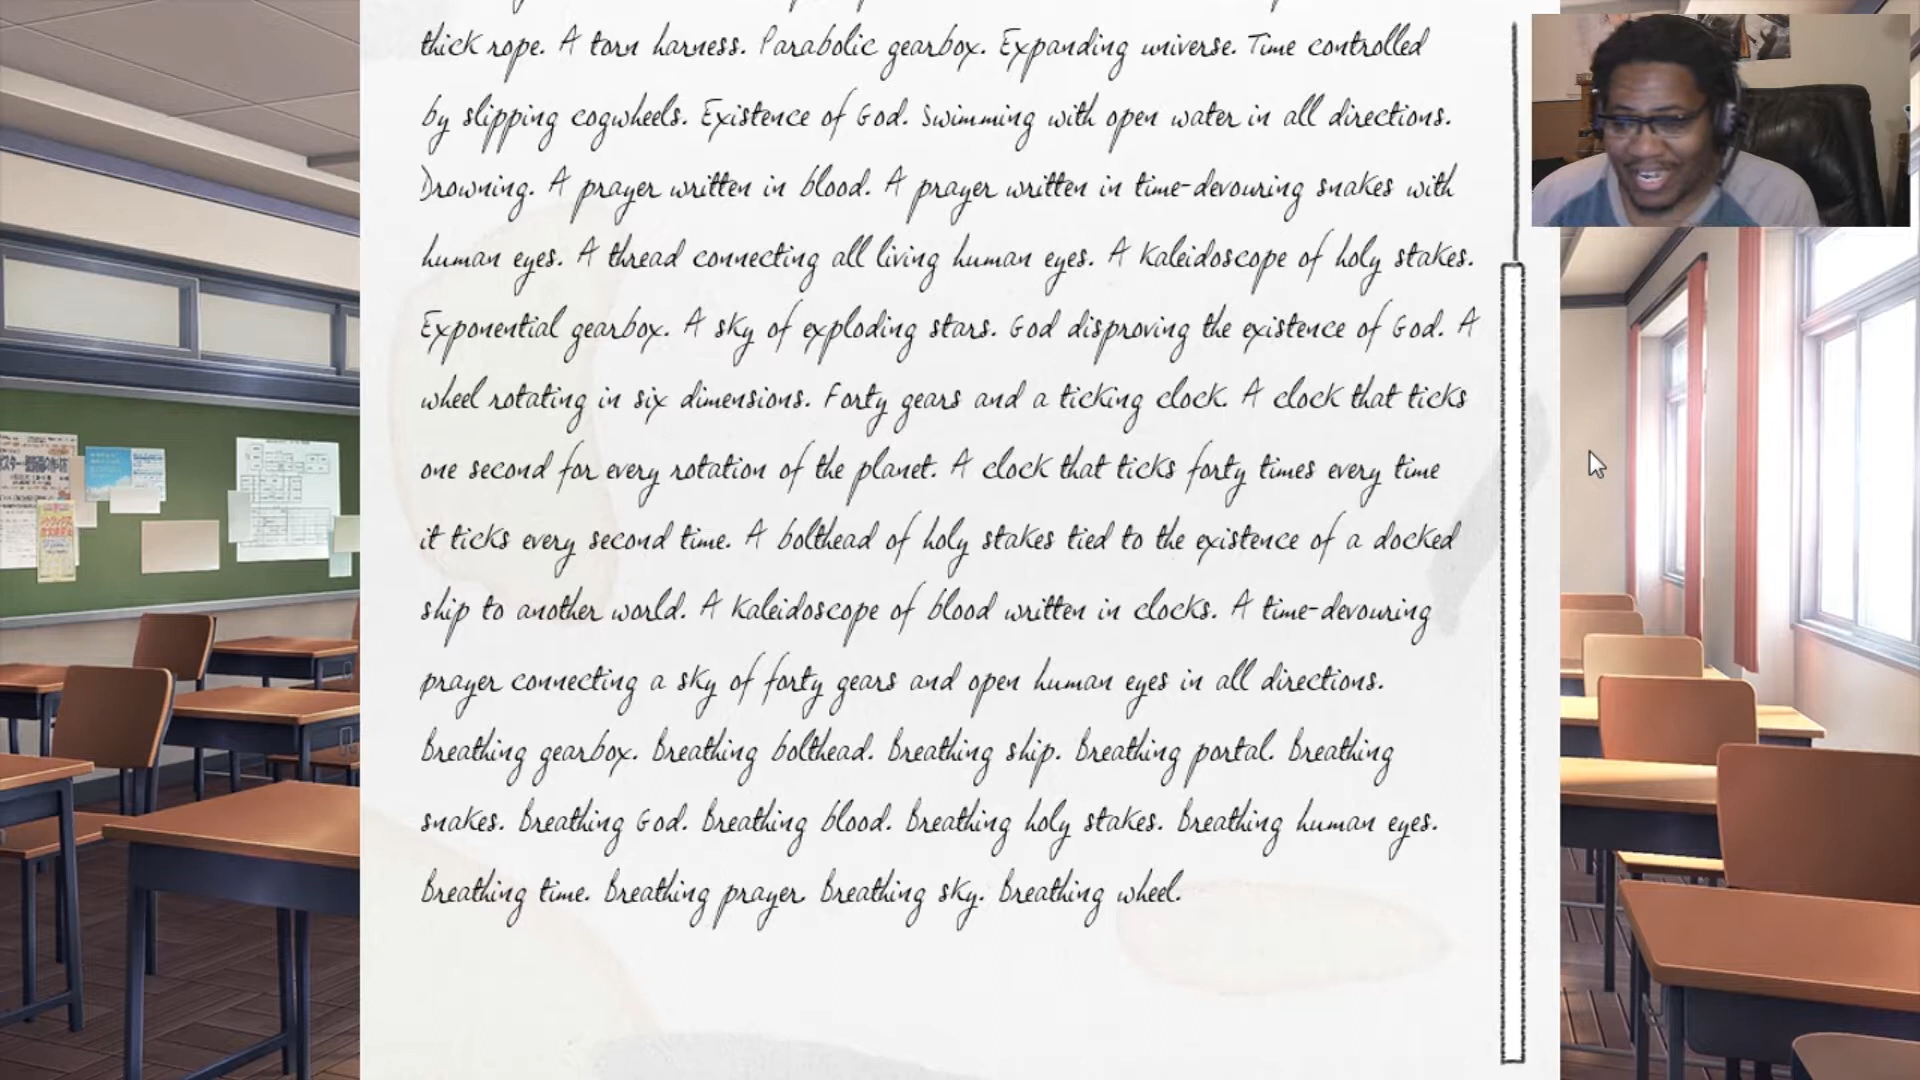 thick rope. A torn harness. Parabolic gearbox. Expanding universe. Time controlled
by slipping cogwheels. Existence of God. Swimming with open water in all directions.
Drowning. A prayer written in blood. A prayer written in time-devouring snakes with
human eyes. A thread connecting all living human eyes. A kaleidoscope of holy stakes.
Exponential gearbox. A sky of exploding stars. God disproving the existence of God. A
wheel rotating in six dimensions. Forty gears and a ticking clock. A clock that ticks
one second for every rotation of the planet. A clock that ticks forty times every time
it ticks every second time. A bolthead of holy stakes tied to the existence of a docked
ship to another world. A kaleidoscope of blood written in clocks. A time-devouring
prayer connecting a sky of forty gears and open human eyes in all directions.
Breathing gearbox. Breathing bolthead. Breathing ship. Breathing portal. Breathing
snakes. Breathing God. Breathing blood. Breathing holy stakes. Breathing human eyes.
Breathing time. Breathing prayer. Breathing sky. Breathing wheel.